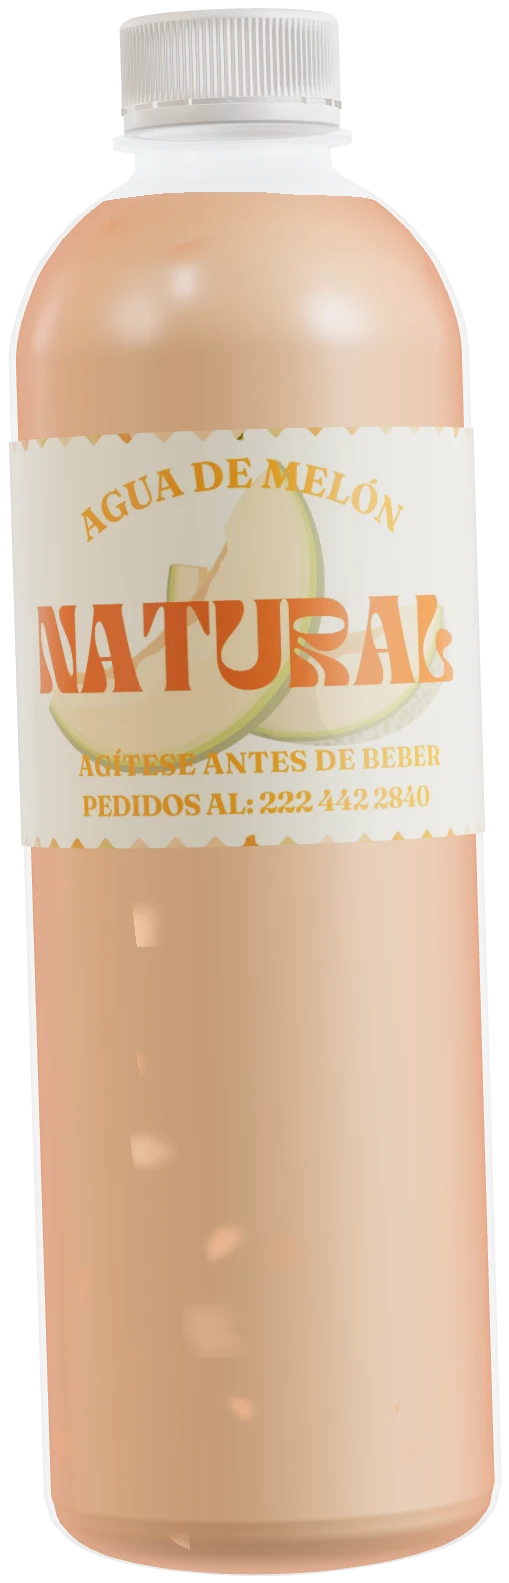 AGUA DE MELÓN
NATURAL
AGÍTESE ANTES DE BEBER
PEDIDOS AL: 222 442 2840